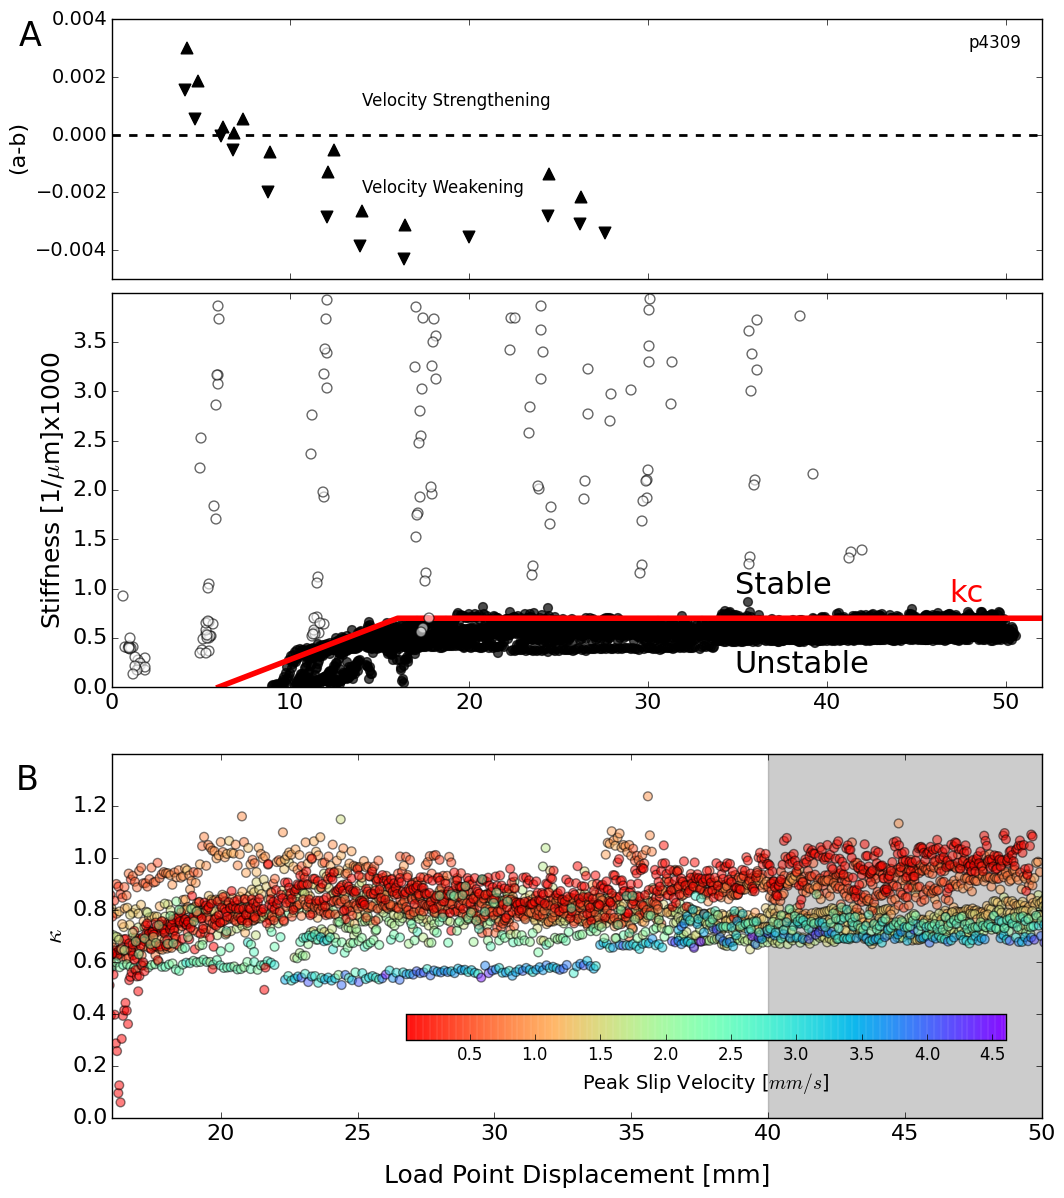 A
0.004
0.002
0.000
−0.002
−0.004
(a-b)
p4309
Velocity Strengthening
Velocity Weakening
3.5
3.0
2.5
2.0
1.5
1.0
0.5
0.0
Stiffness [1/μm]x1000
Stable
kc
Unstable
0 10 20 30 40 50
B
1.2
1.0
0.8
0.6
0.4
0.2
0.0
κ
0.5 1.0 1.5 2.0 2.5 3.0 3.5 4.0 4.5
Peak Slip Velocity [mm/s]
20 25 30 35 40 45 50
Load Point Displacement [mm]